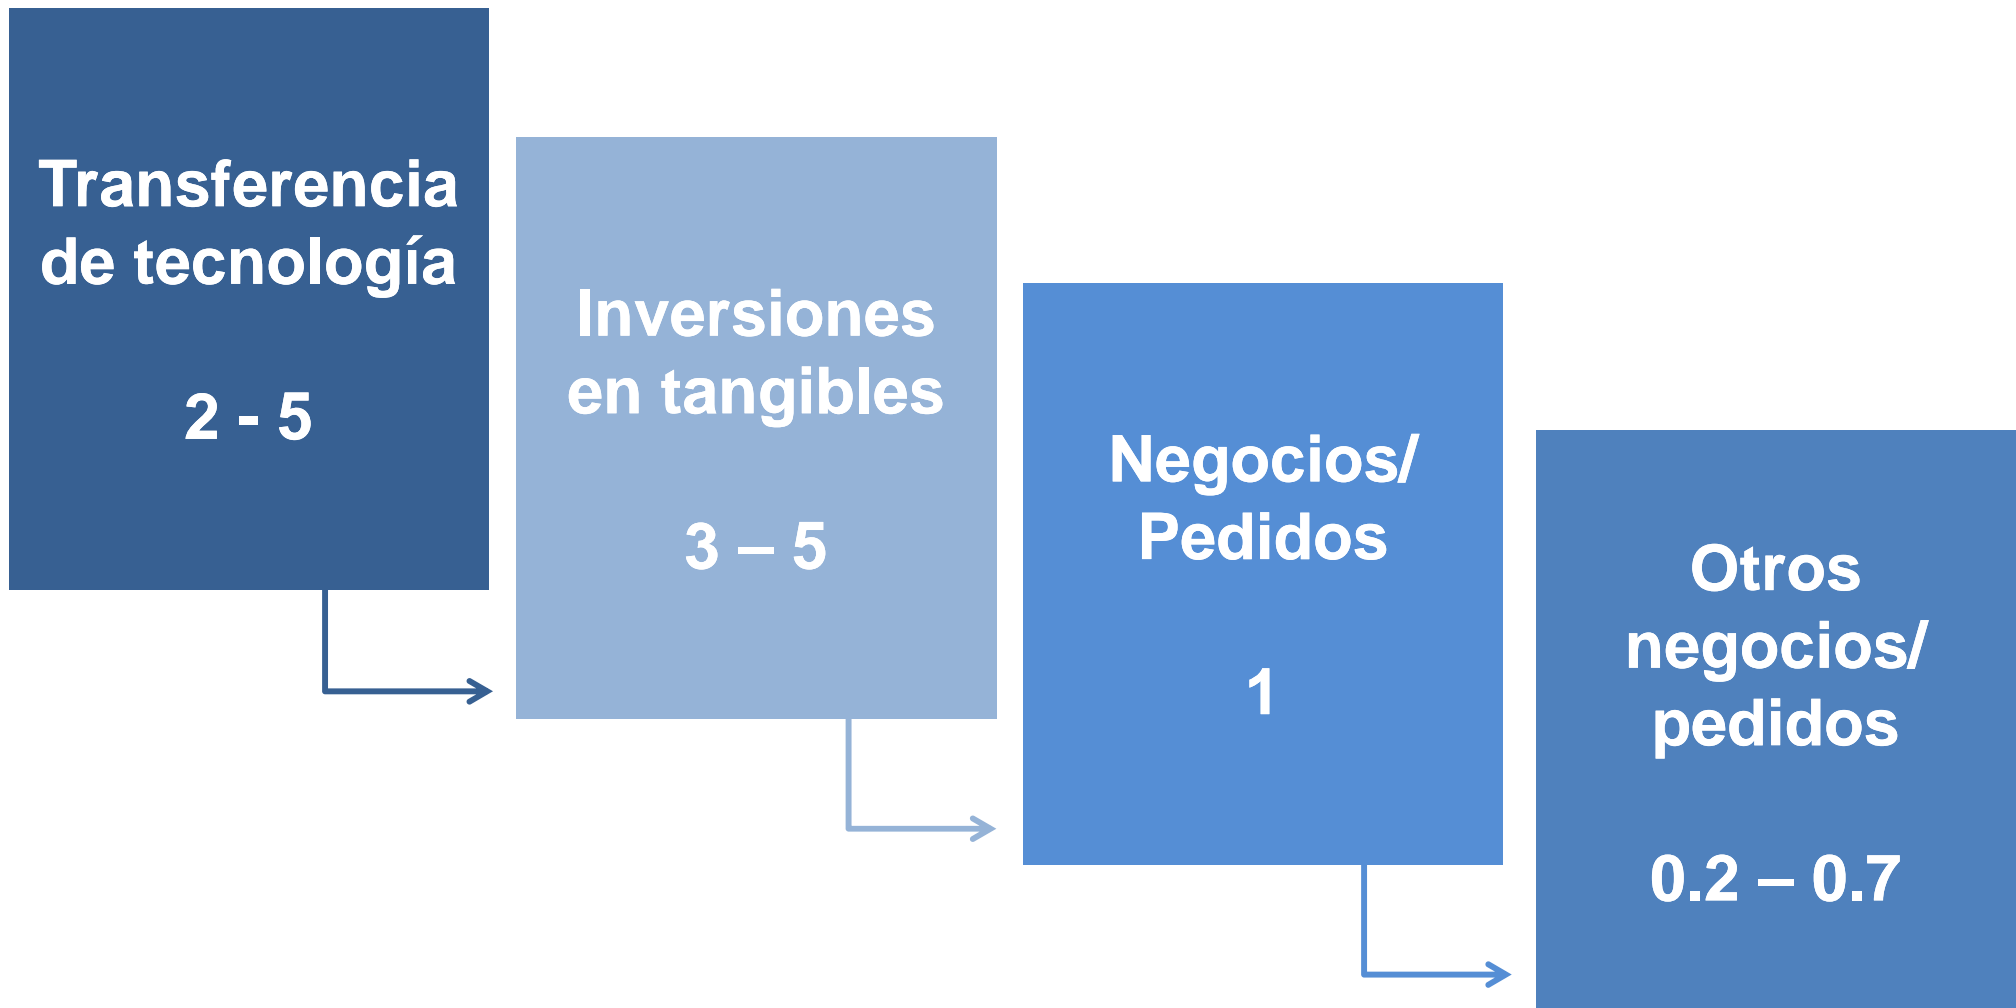 Transferencia
de tecnología
2 - 5
Inversiones
en tangibles
3 – 5
Negocios/
Pedidos
1
Otros
negocios/
pedidos
0.2 – 0.7